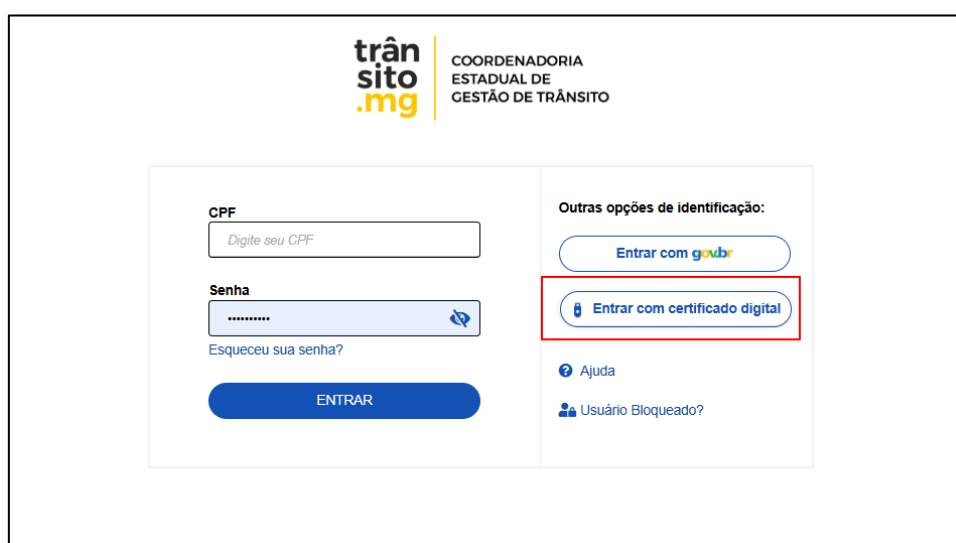 trân
sito
.mg
COORDENADORIA
ESTADUAL DE
GESTÃO DE TRÂNSITO
CPF
Digite seu CPF
Senha
••••••••••
Esqueceu sua senha?
ENTRAR
Outras opções de identificação:
Entrar com gov.br
Entrar com certificado digital
Ajuda
Usuário Bloqueado?